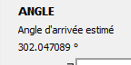 ANGLE
Angle d'arrivée estimé
302.047089 °